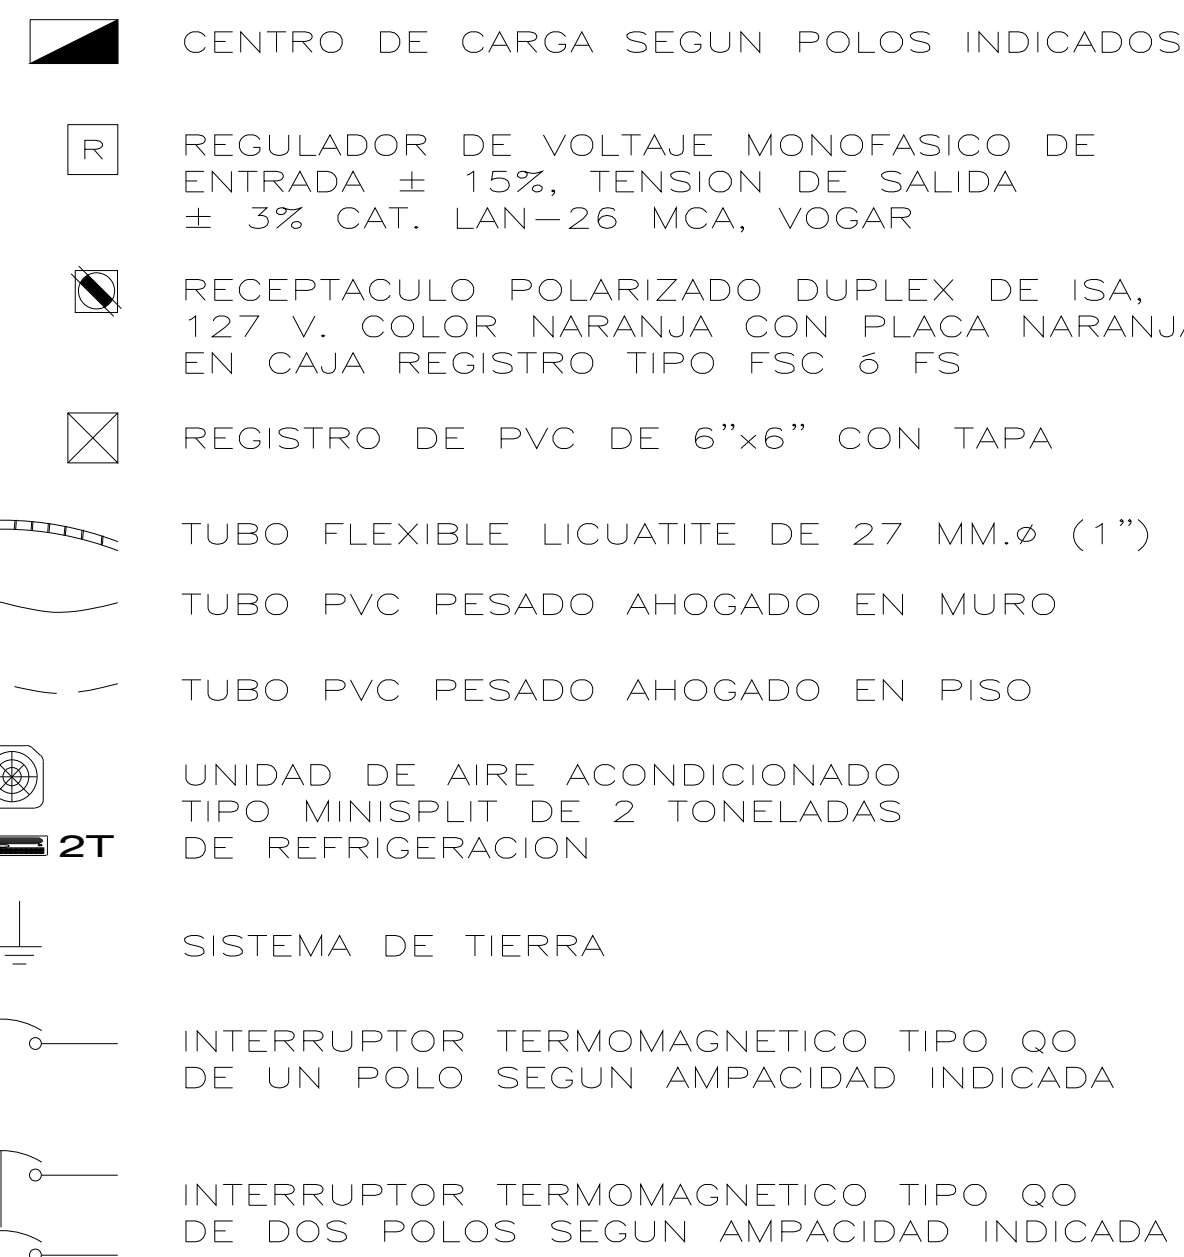 CENTRO DE CARGA SEGUN POLOS INDICADOS
R
REGULADOR DE VOLTAJE MONOFASICO DE
ENTRADA ± 15%, TENSION DE SALIDA
± 3% CAT. LAN-26 MCA, VOGAR
RECEPTACULO POLARIZADO DUPLEX DE ISA,
127 V. COLOR NARANJA CON PLACA NARANJA
EN CAJA REGISTRO TIPO FSC ó FS
REGISTRO DE PVC DE 6”x6” CON TAPA
TUBO FLEXIBLE LICUATITE DE 27 MM.ø (1”)
TUBO PVC PESADO AHOGADO EN MURO
TUBO PVC PESADO AHOGADO EN PISO
UNIDAD DE AIRE ACONDICIONADO
TIPO MINISPLIT DE 2 TONELADAS
2T DE REFRIGERACION
SISTEMA DE TIERRA
INTERRUPTOR TERMOMAGNETICO TIPO QO
DE UN POLO SEGUN AMPACIDAD INDICADA
INTERRUPTOR TERMOMAGNETICO TIPO QO
DE DOS POLOS SEGUN AMPACIDAD INDICADA